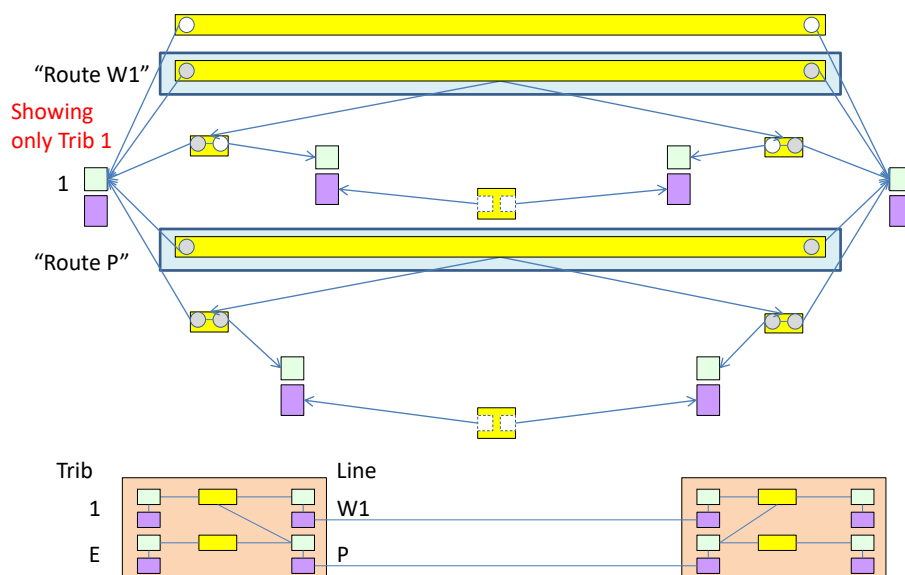 “Route W1”
Showing
only Trib 1
1
“Route P”
Trib Line
1 W1
E P